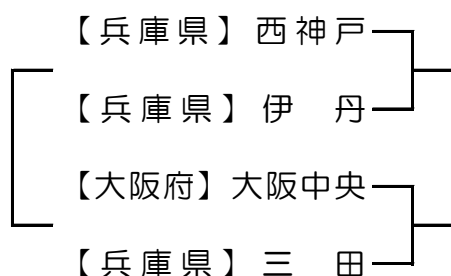 【兵庫県】西神戸
【兵庫県】伊 丹
【大阪府】大阪中央
【兵庫県】三 田